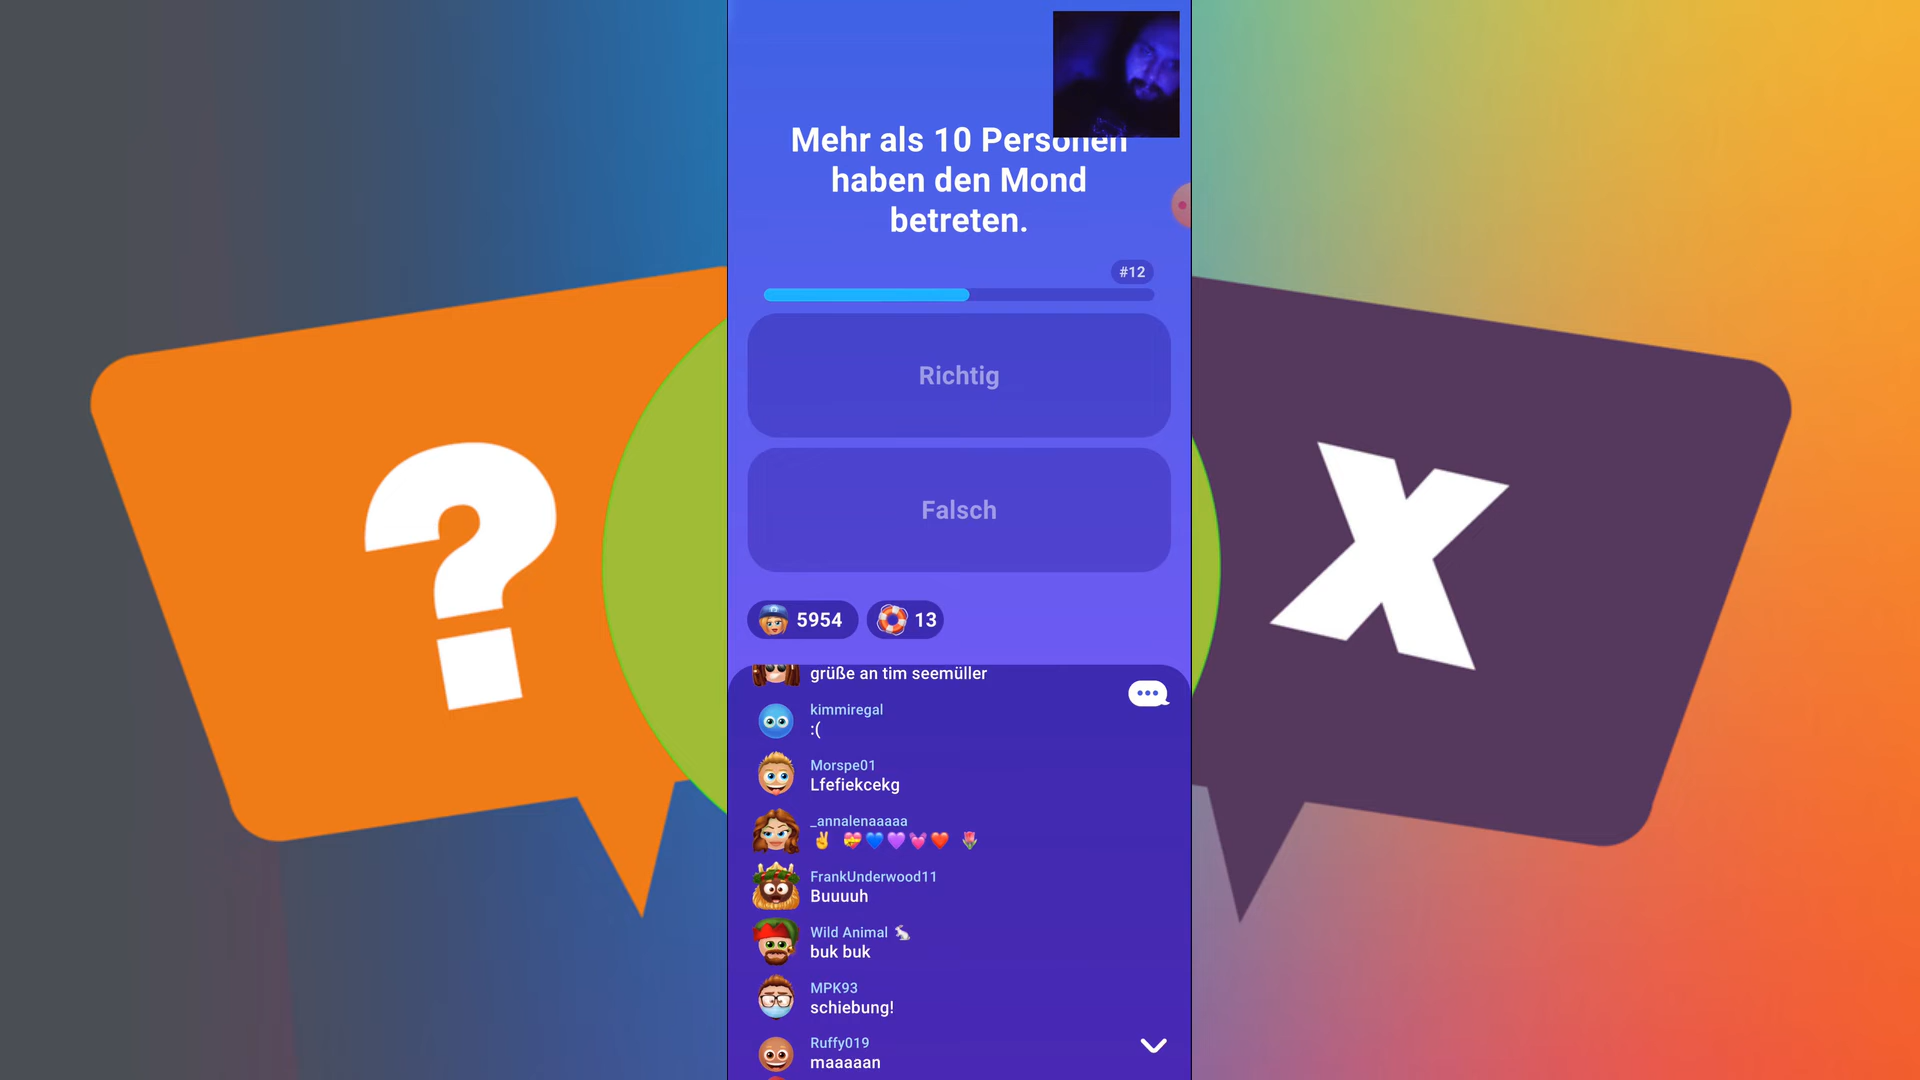 Mehr als 10 Personen
haben den Mond
betreten.
#12
Richtig
Falsch
5954
13
grüße an tim seemüller
kimmiregal
:(
Morspe01
Lfefiekcekg
_annalenaaaaa
✌️ 💝💙💜💓❤️ 🌷
FrankUnderwood11
Buuuuh
Wild Animal 🐇
buk buk
MPK93
schiebung!
Ruffy019
maaaaan
?
X